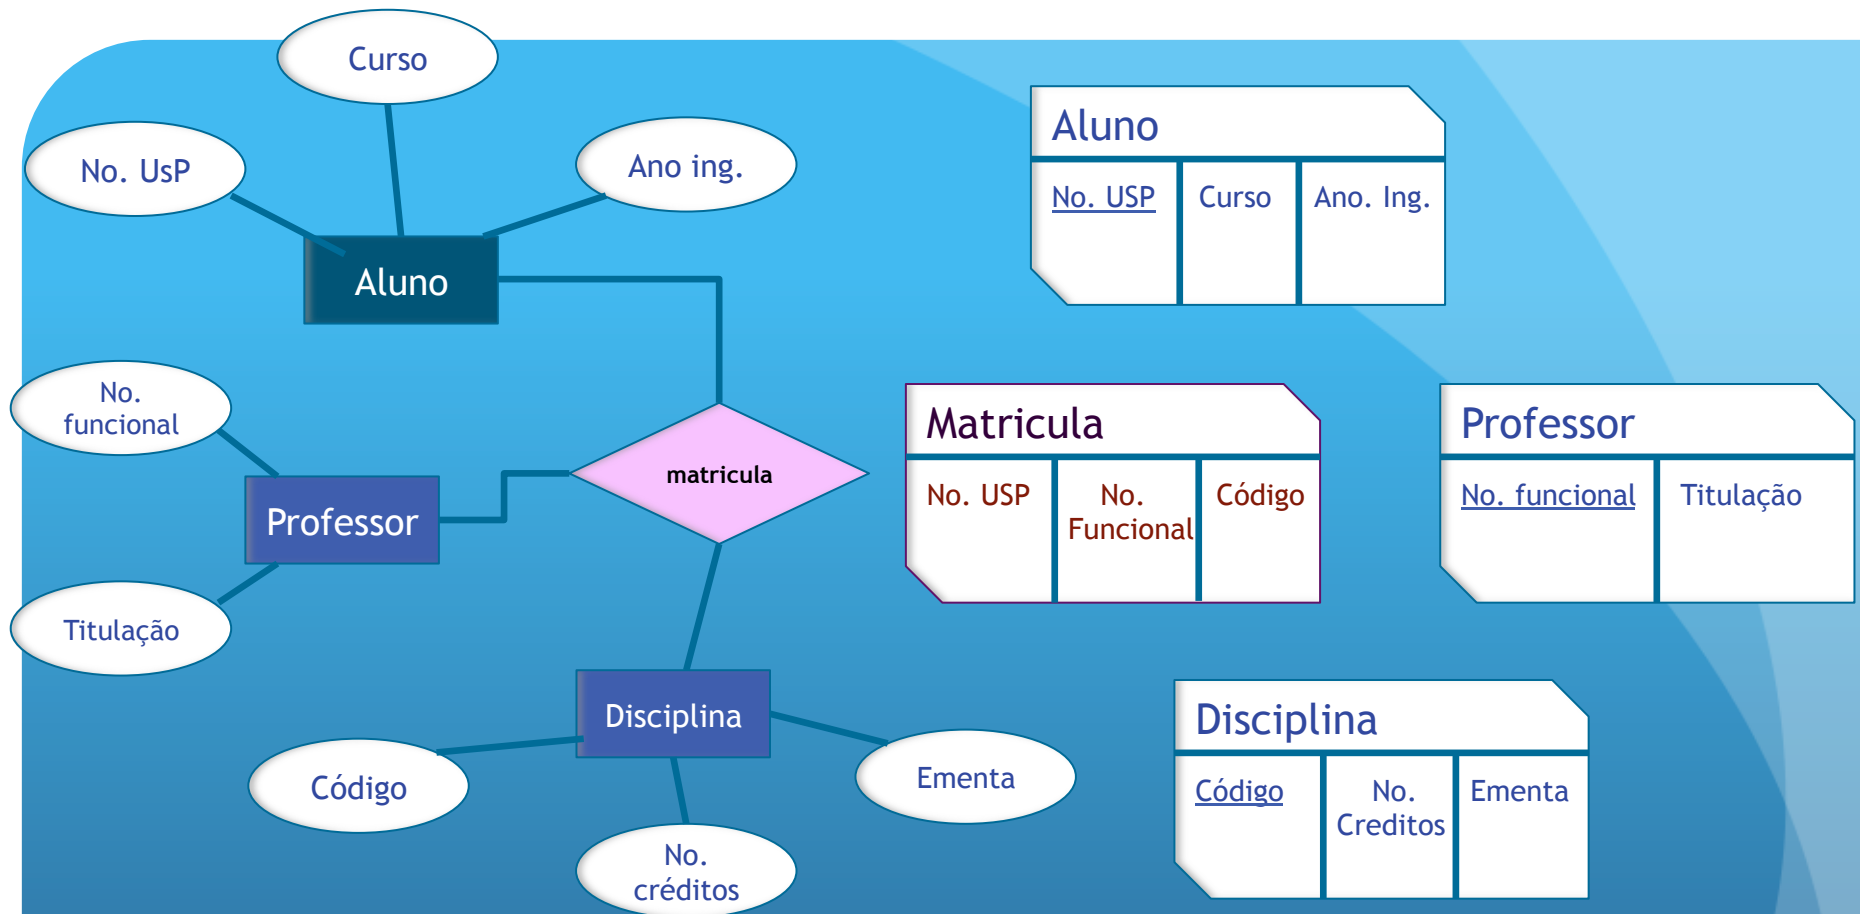 Curso
No. UsP
Ano ing.
Aluno
No.
funcional
Professor
Titulação
matricula
Disciplina
Código
No.
créditos
Ementa
Aluno
No. USP
Curso
Ano. Ing.
Matricula
No. USP
No.
Funcional
Código
Professor
No. funcional
Titulação
Disciplina
Código
No.
Creditos
Ementa